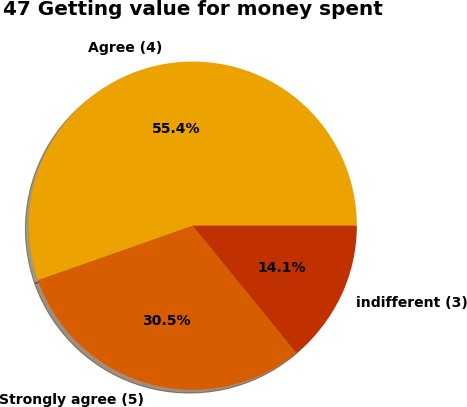 47 Getting value for money spent
Agree (4)
55.4%
14.1%
indifferent (3)
30.5%
Strongly agree (5)